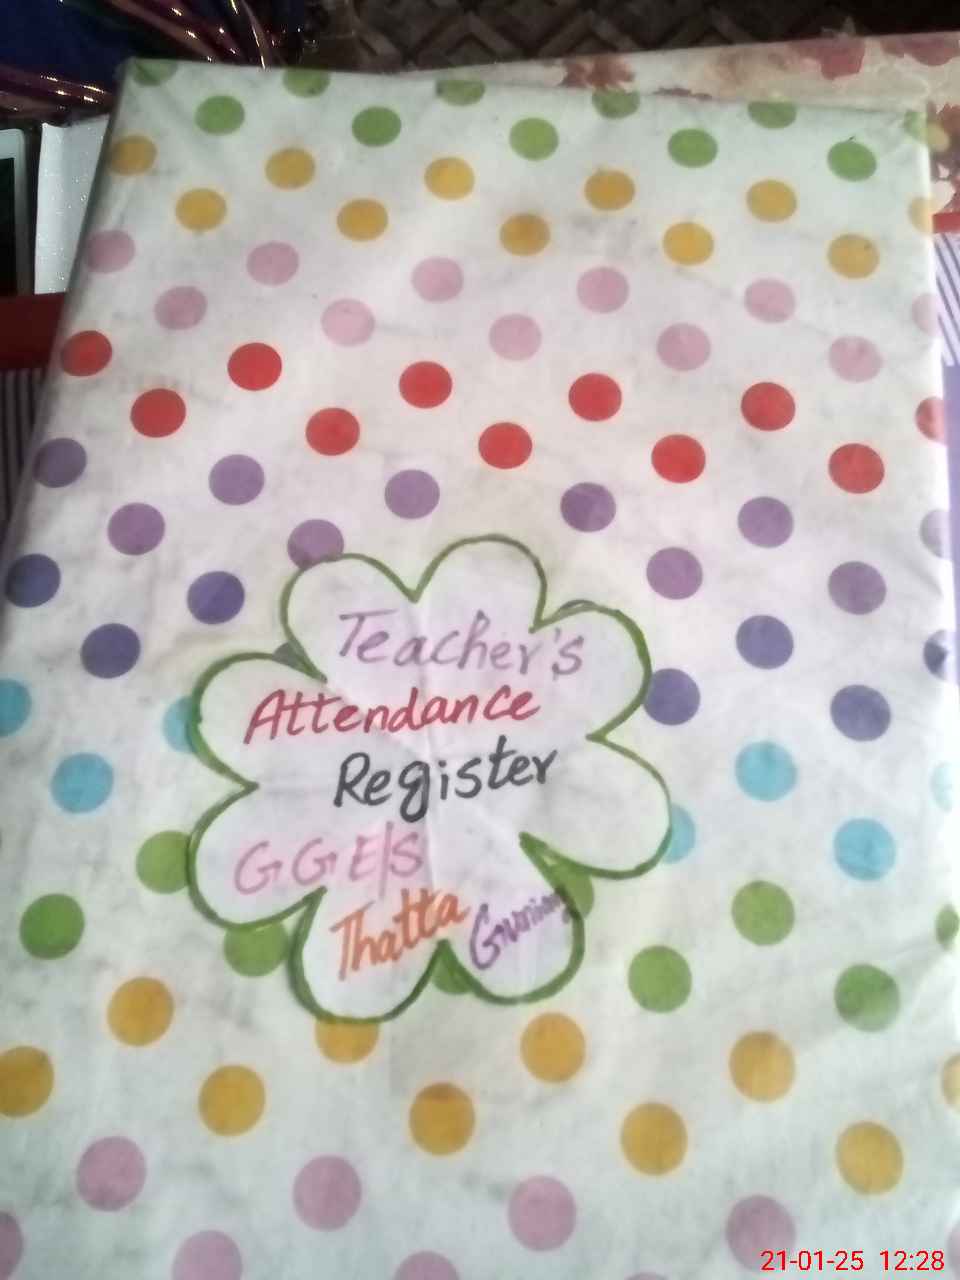 Teacher's
Attendance
Register
GGE/S
Thatta
21-01-25 12:28